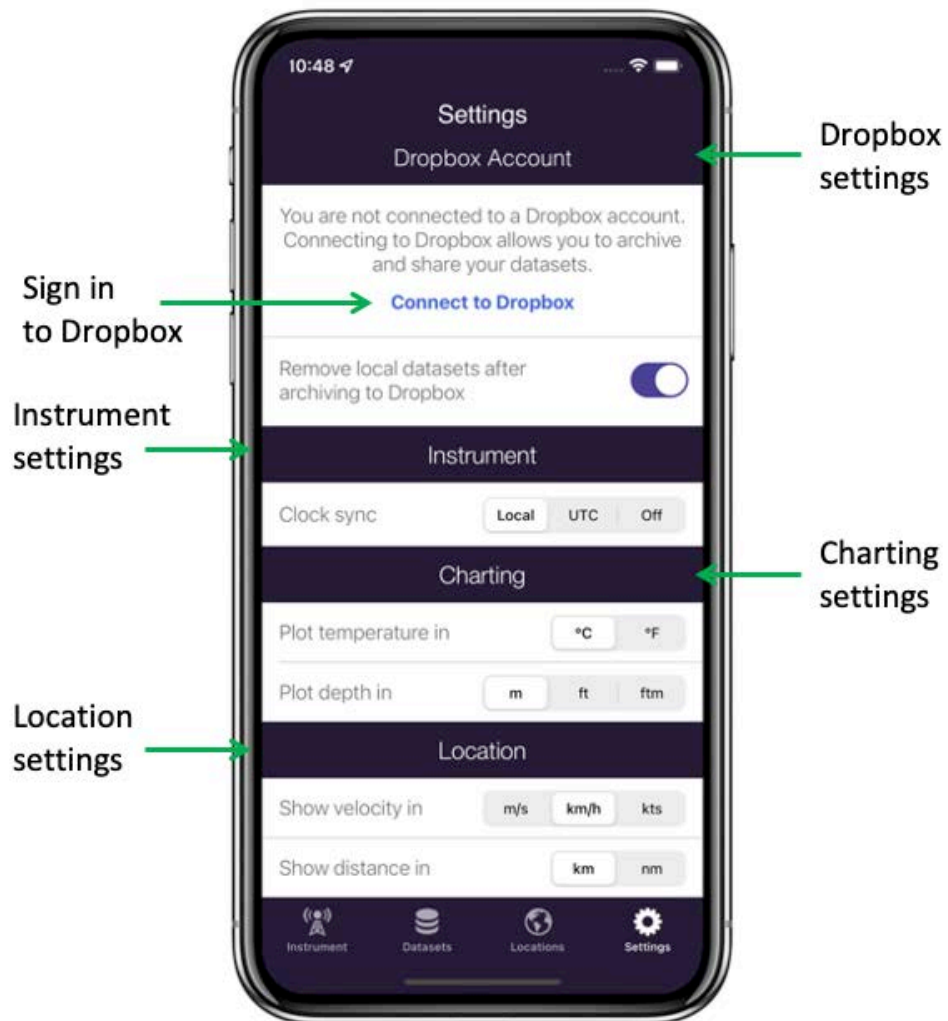 10:48
Settings
Dropbox Account
Dropbox
settings
You are not connected to a Dropbox account.
Connecting to Dropbox allows you to archive
and share your datasets.
Sign in
to Dropbox
Connect to Dropbox
Remove local datasets after
archiving to Dropbox
Instrument
settings
Instrument
Clock sync Local UTC Off
Charting
Charting
settings
Plot temperature in °C °F
Plot depth in m ft ftm
Location
settings
Location
Show velocity in m/s km/h kts
Show distance in km nm
Instrument Datasets Locations Settings